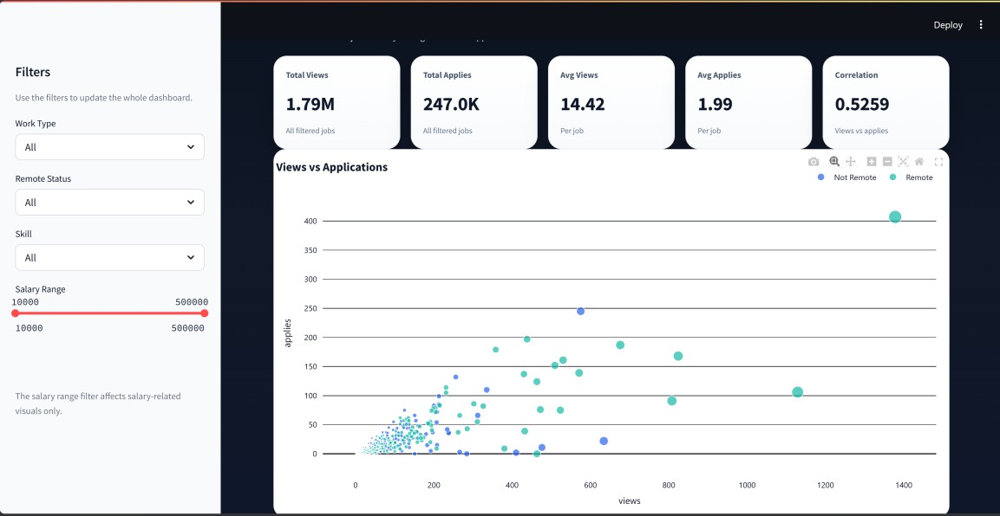 Deploy
Filters
Use the filters to update the whole dashboard.
Work Type
All
Remote Status
All
Skill
All
Salary Range
10000 500000
10000 500000
The salary range filter affects salary-related
visuals only.
Total Views
1.79M
All filtered jobs
Total Applies
247.0K
All filtered jobs
Avg Views
14.42
Per job
Avg Applies
1.99
Per job
Correlation
0.5259
Views vs applies
Views vs Applications
Not Remote Remote
400
350
300
250
200
150
100
50
0
applies
0 200 400 600 800 1000 1200 1400
views